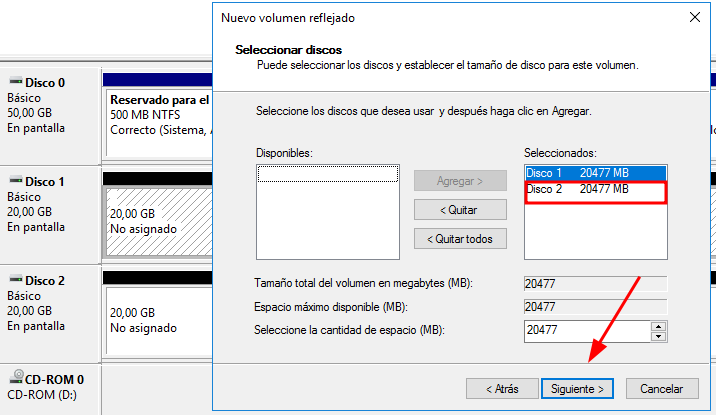 Disco 0
Básico
50,00 GB
En pantalla
Reservado para el
500 MB NTFS
Correcto (Sistema, A
Disco 1
Básico
20,00 GB
En pantalla
20,00 GB
No asignado
Disco 2
Básico
20,00 GB
En pantalla
20,00 GB
No asignado
CD-ROM 0
CD-ROM (D:)
Nuevo volumen reflejado
Seleccionar discos
Puede seleccionar los discos y establecer el tamaño de disco para este volumen.
Seleccione los discos que desea usar y después haga clic en Agregar.
Disponibles:
Agregar >
< Quitar
< Quitar todos
Seleccionados:
Disco 1 20477 MB
Disco 2 20477 MB
Tamaño total del volumen en megabytes (MB): 20477
Espacio máximo disponible (MB): 20477
Seleccione la cantidad de espacio (MB): 20477
< Atrás Siguiente > Cancelar